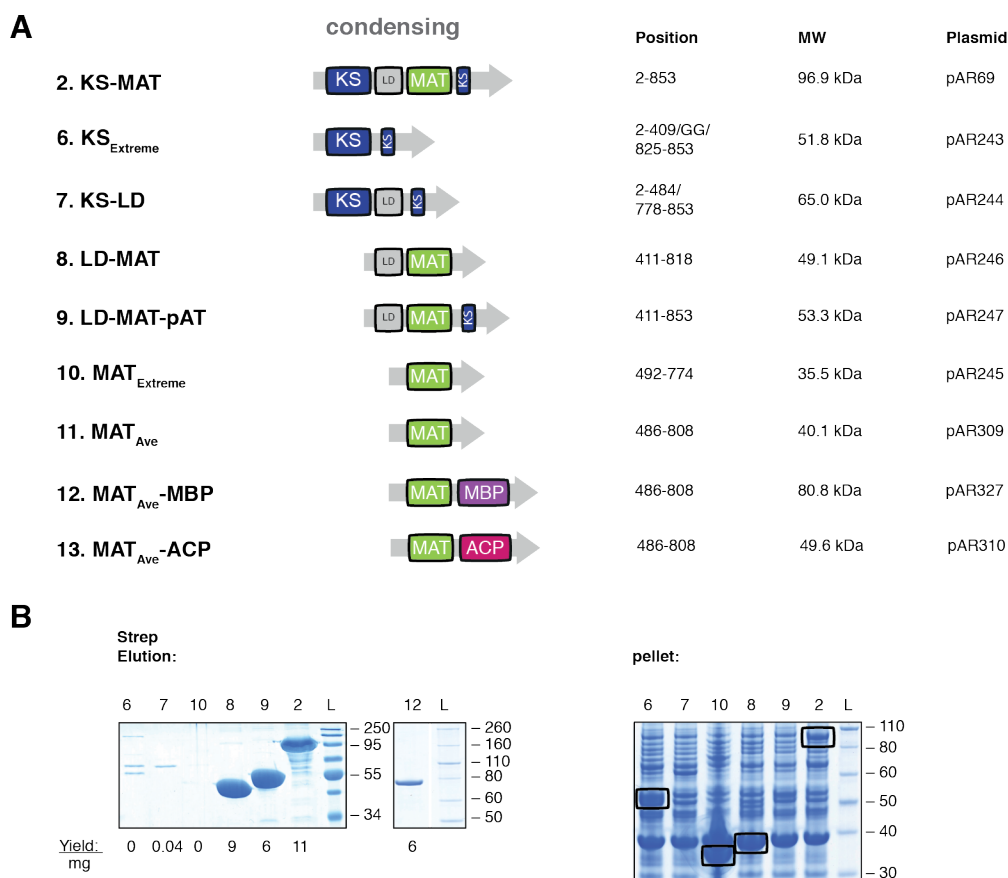 A
condensing
Position MW Plasmid
2. KS-MAT KS LD MAT KS 2-853 96.9 kDa pAR69
6. KSExtreme KS KS 2-409/GG/
825-853 51.8 kDa pAR243
7. KS-LD KS LD KS 2-484/
778-853 65.0 kDa pAR244
8. LD-MAT LD MAT 411-818 49.1 kDa pAR246
9. LD-MAT-pAT LD MAT KS 411-853 53.3 kDa pAR247
10. MATExtreme MAT 492-774 35.5 kDa pAR245
11. MATAve MAT 486-808 40.1 kDa pAR309
12. MATAve-MBP MAT MBP 486-808 80.8 kDa pAR327
13. MATAve-ACP MAT ACP 486-808 49.6 kDa pAR310
B
Strep
Elution:
6 7 10 8 9 2 L
– 250
– 95
– 55
– 34
Yield: 0 0.04 0 9 6 11
mg
12 L
– 260
– 160
– 110
– 80
– 60
– 50
6
pellet:
6 7 10 8 9 2 L
– 110
– 80
– 60
– 50
– 40
– 30